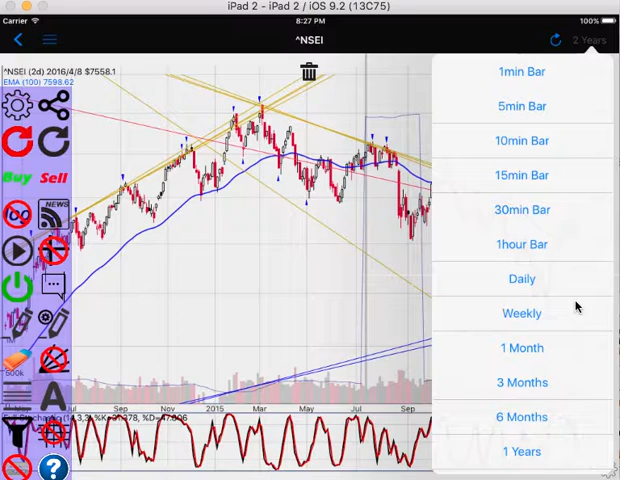 iPad 2 - iPad 2 / iOS 9.2 (13C75)
Carrier 8:27 PM 100%
^NSEI 2 Years
^NSEI (2d) 2016/4/8 $7558.1
EMA (100) 7598.62
Buy Sell
NEWS
A
500k
Jul Sep Nov 2015 Mar May Jul Sep
%D=47.806
?
1min Bar
5min Bar
10min Bar
15min Bar
30min Bar
1hour Bar
Daily
Weekly
1 Month
3 Months
6 Months
1 Years